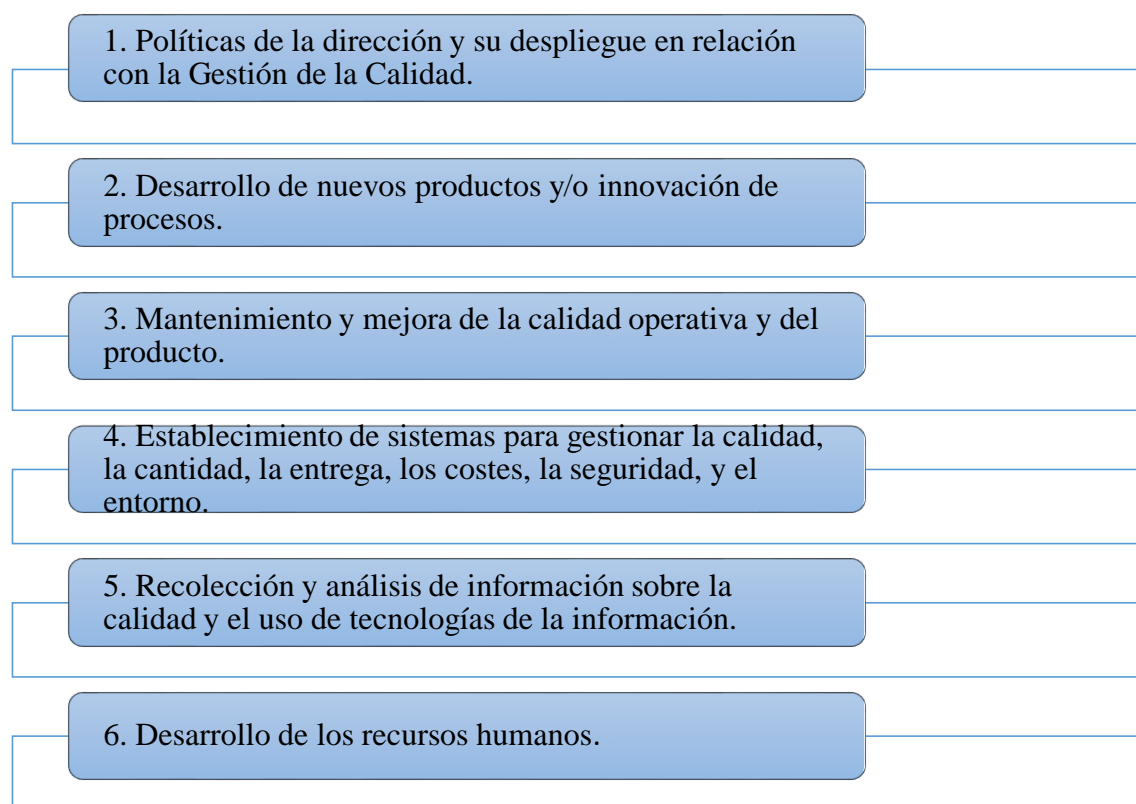 1. Políticas de la dirección y su despliegue en relación
con la Gestión de la Calidad.
2. Desarrollo de nuevos productos y/o innovación de
procesos.
3. Mantenimiento y mejora de la calidad operativa y del
producto.
4. Establecimiento de sistemas para gestionar la calidad,
la cantidad, la entrega, los costes, la seguridad, y el
entorno.
5. Recolección y análisis de información sobre la
calidad y el uso de tecnologías de la información.
6. Desarrollo de los recursos humanos.